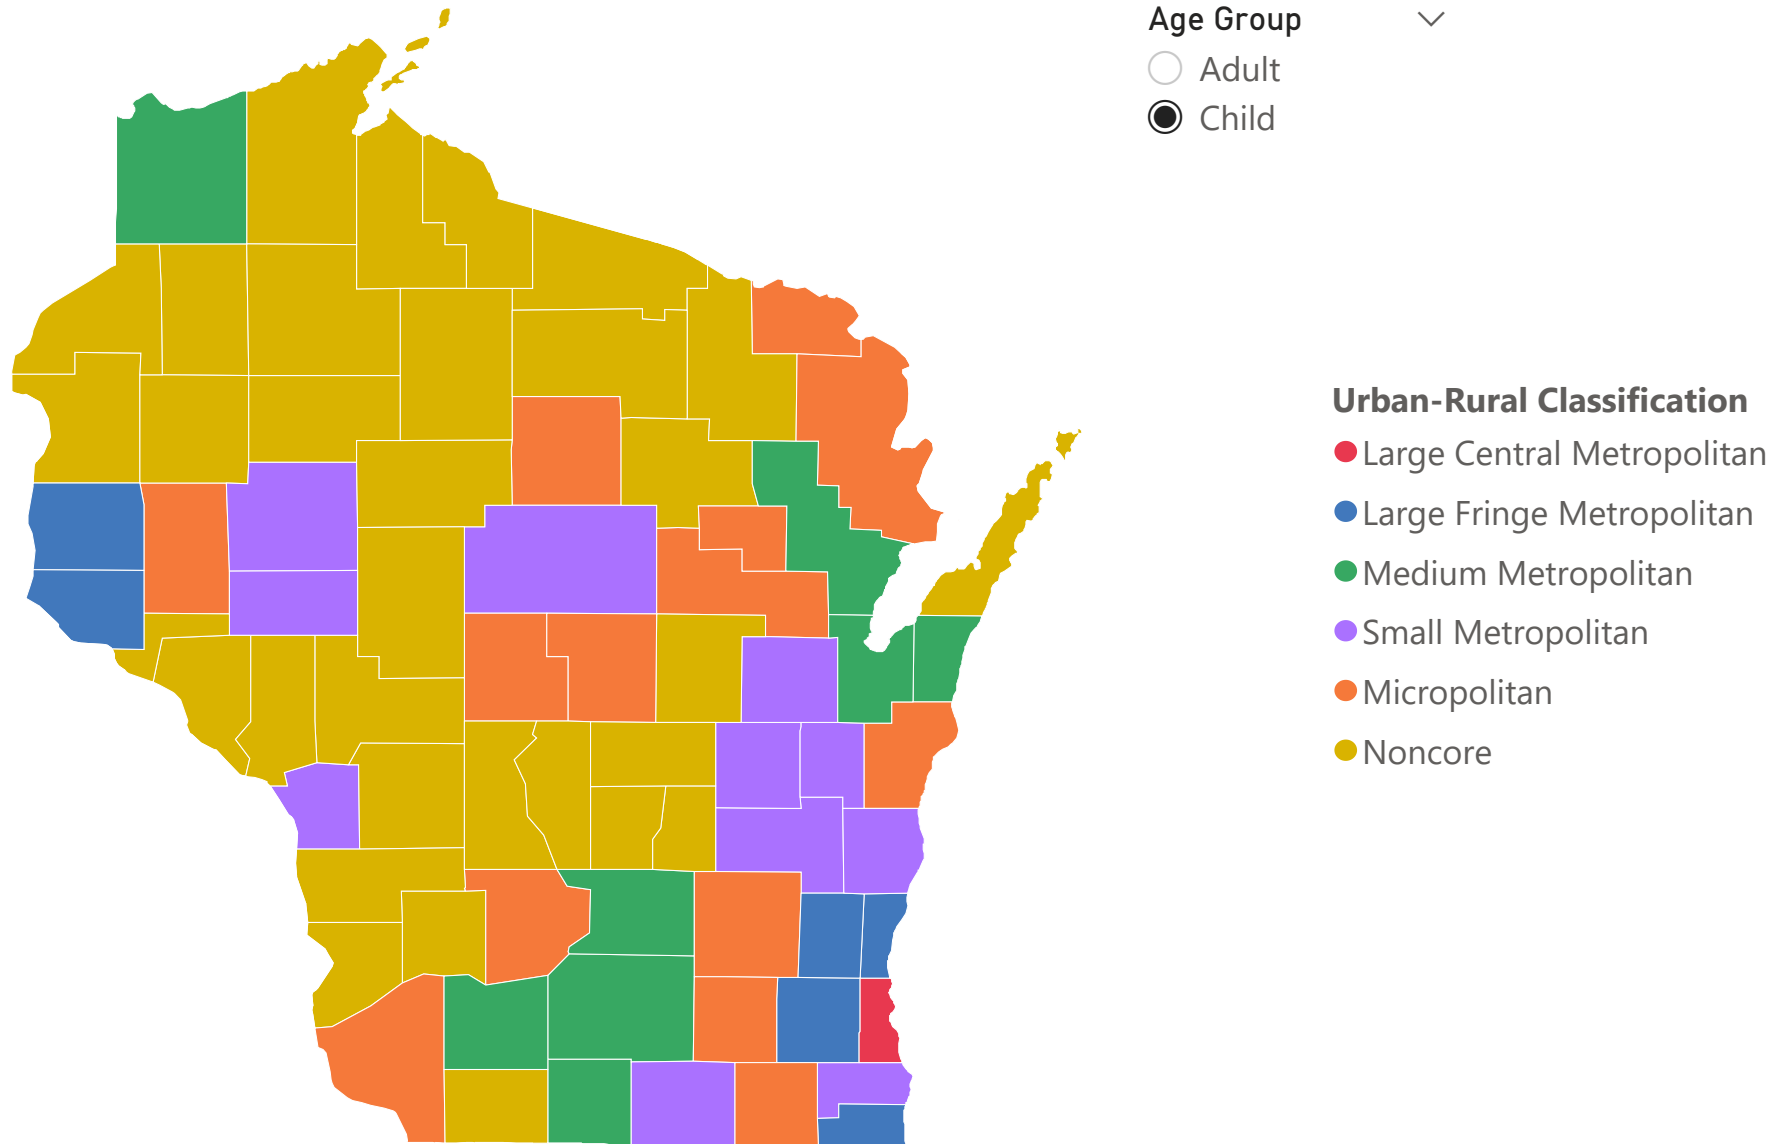 Age Group
Adult
Child
Urban-Rural Classification
Large Central Metropolitan
Large Fringe Metropolitan
Medium Metropolitan
Small Metropolitan
Micropolitan
Noncore